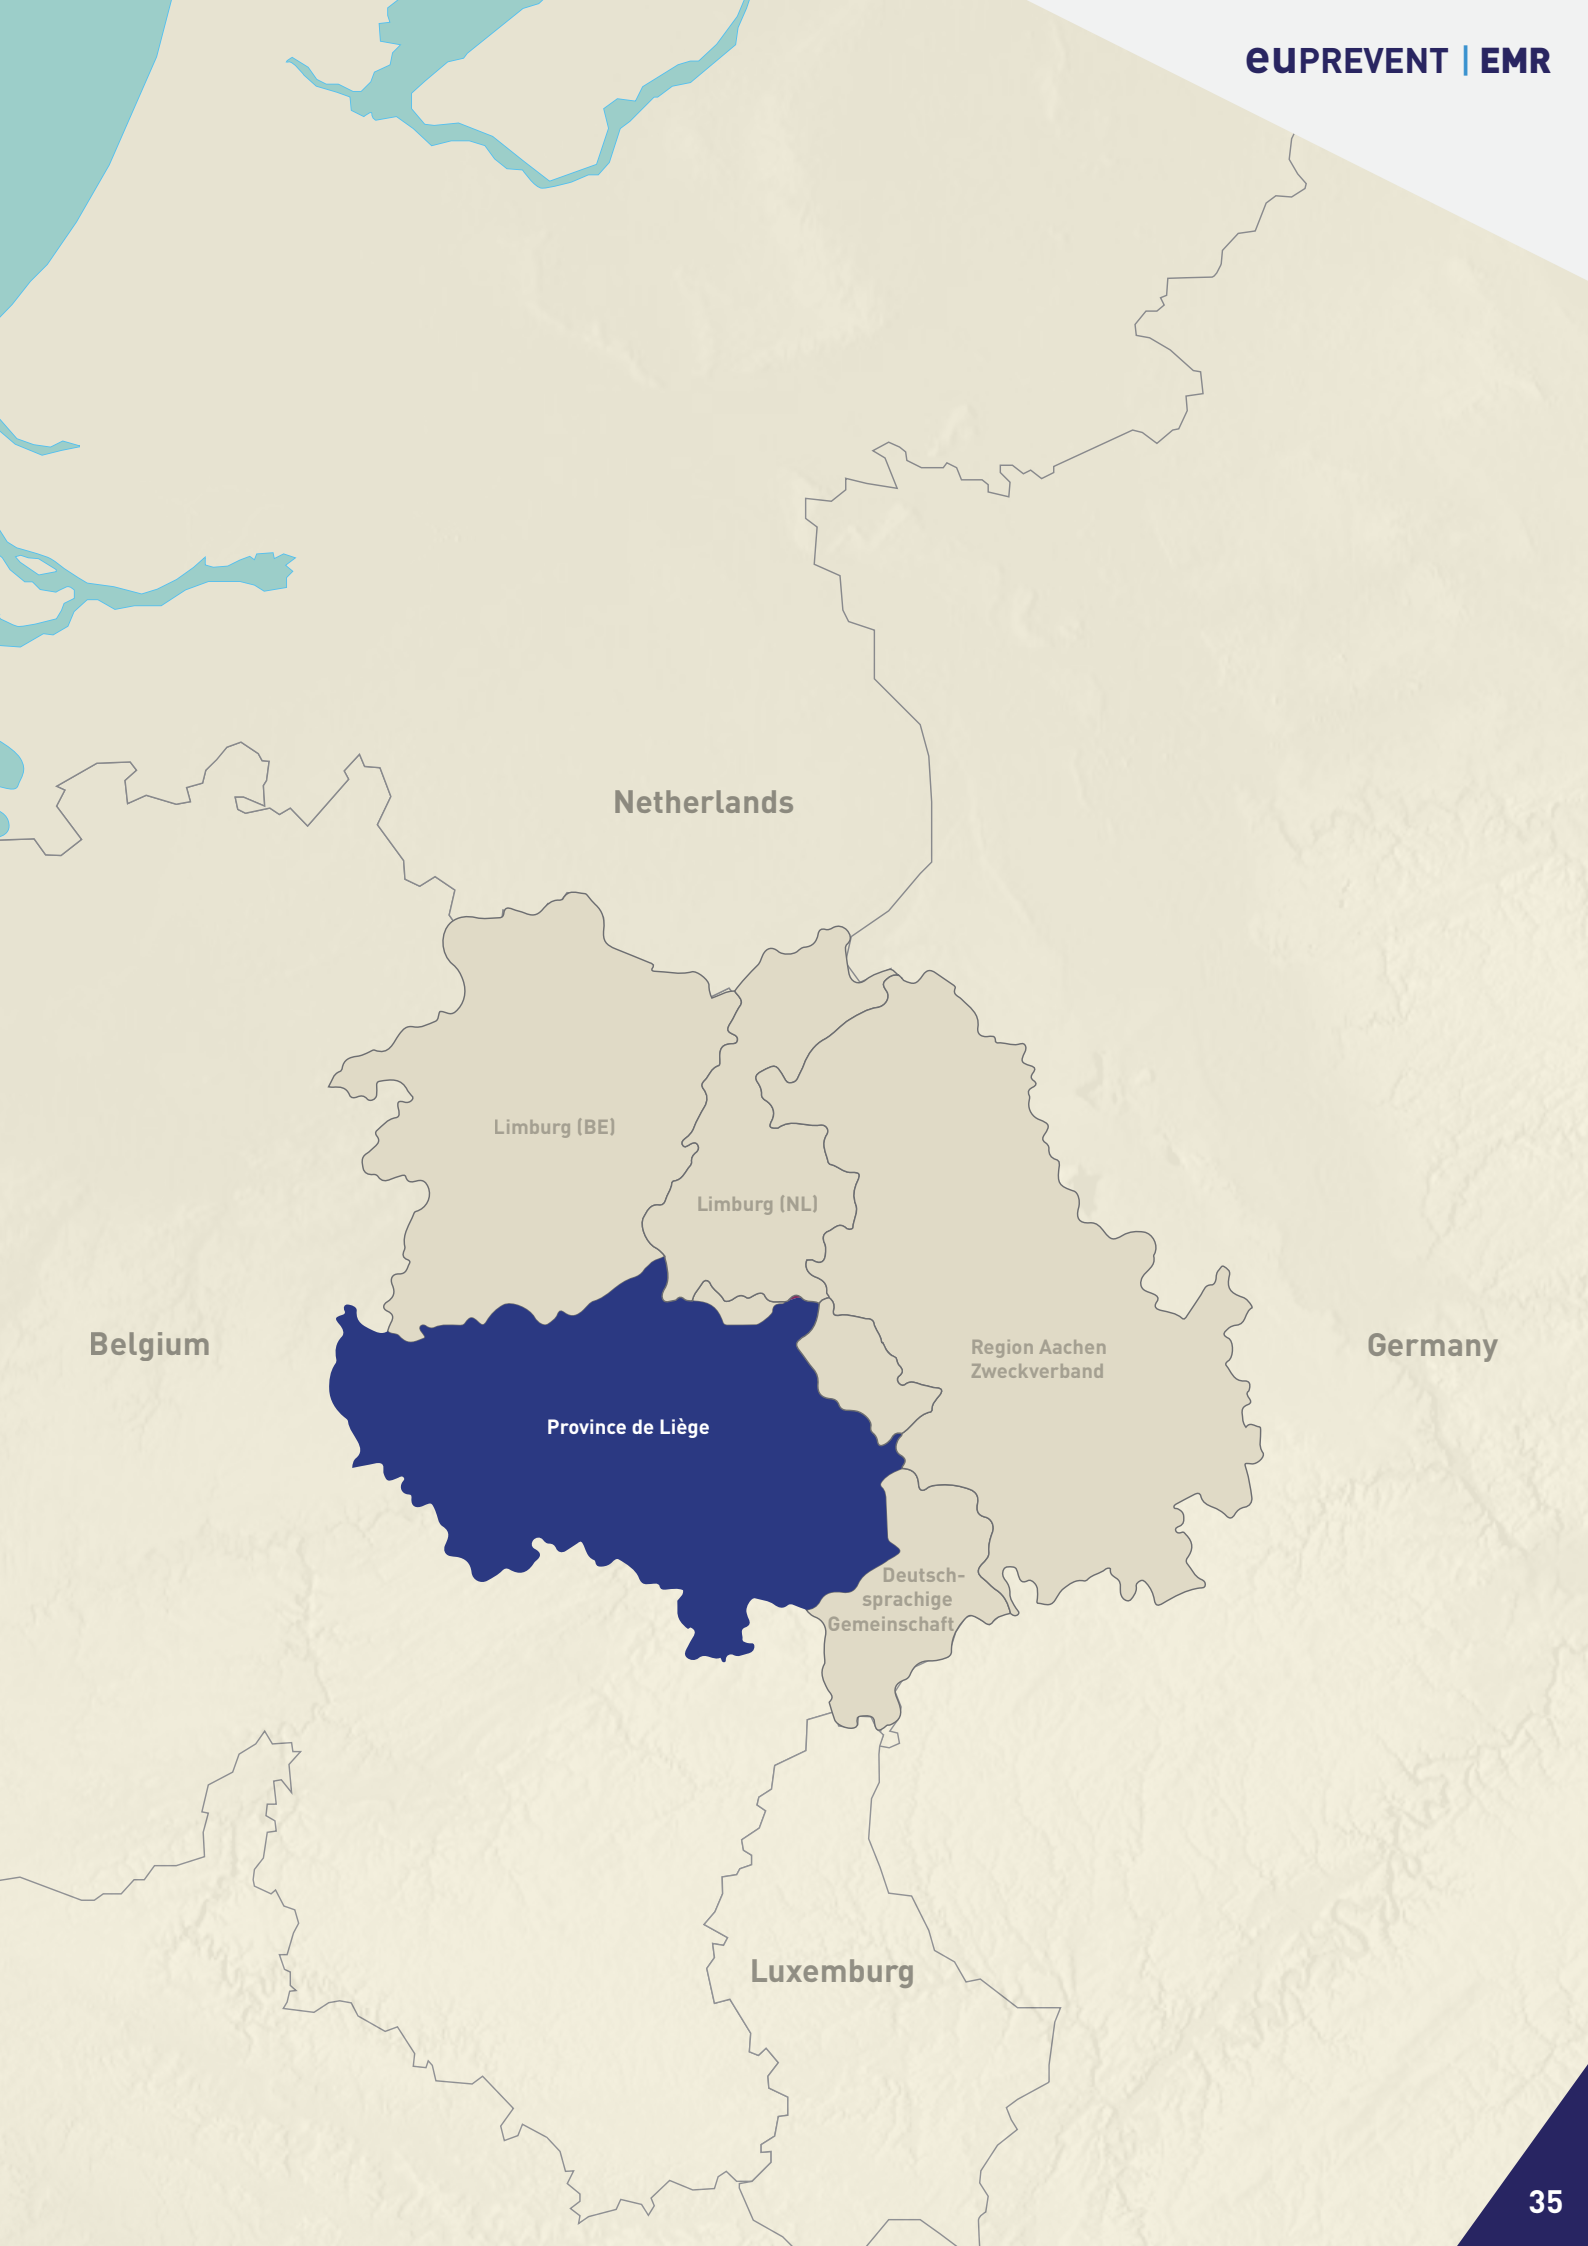 euPREVENT | EMR
Netherlands
Limburg (BE)
Limburg (NL)
Belgium
Region Aachen
Zweckverband
Germany
Province de Liège
Deutsch-
sprachige
Gemeinschaft
Luxemburg
35